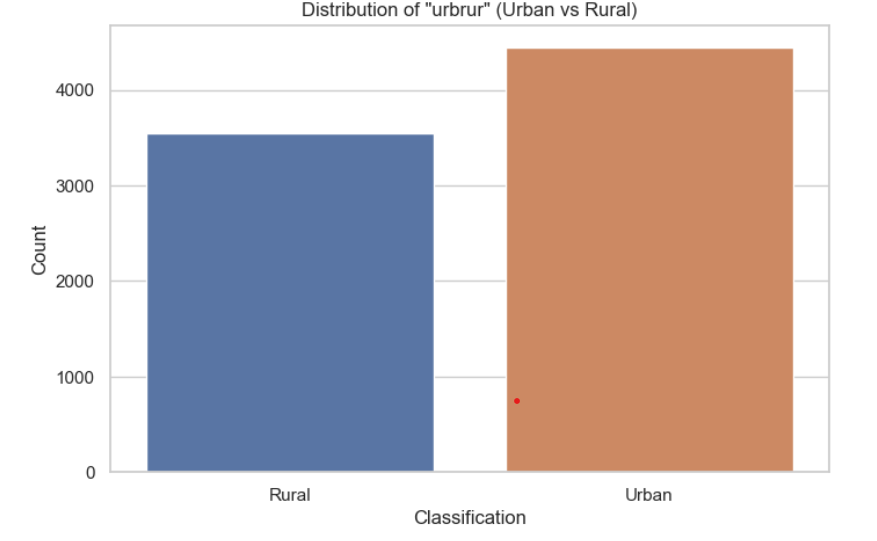 Distribution of "urbrur" (Urban vs Rural)
4000
3000
2000
1000
0
Count
Rural Urban
Classification